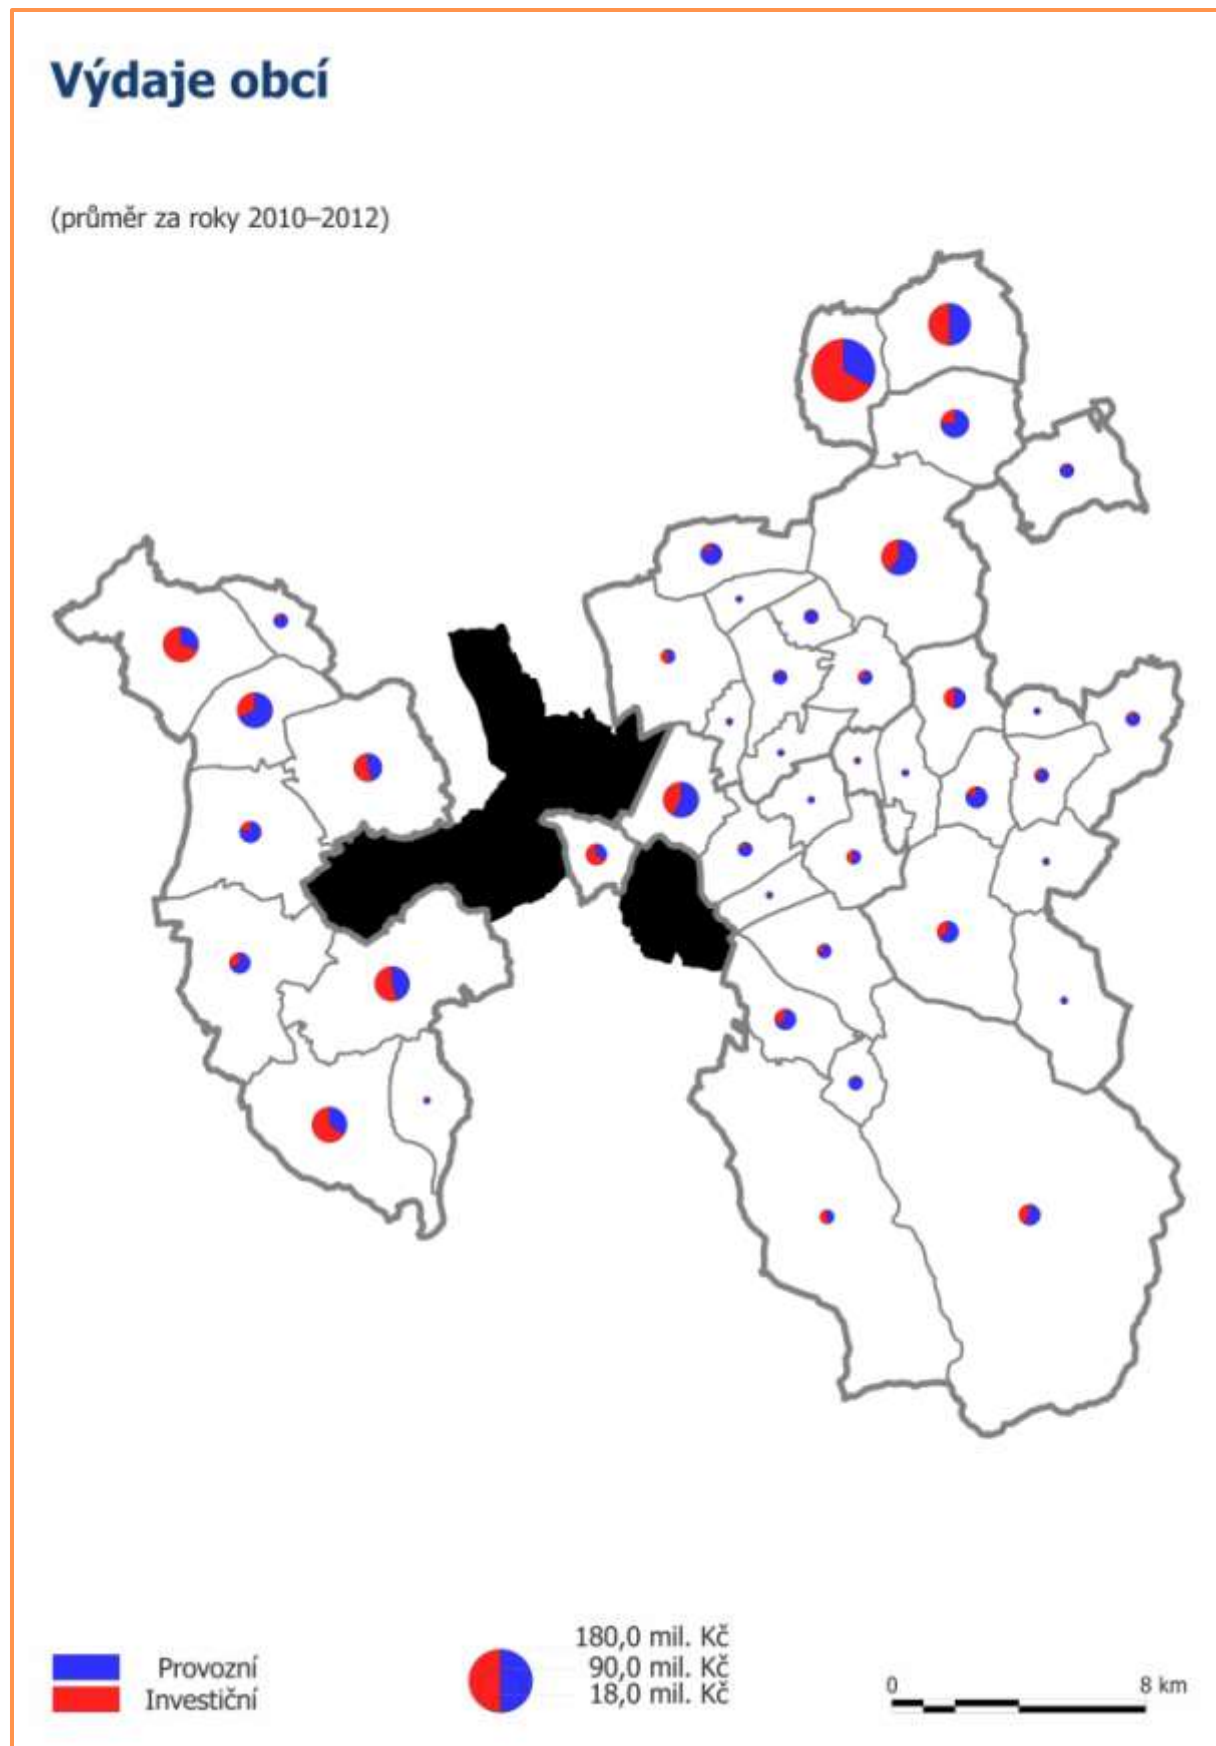 Výdaje obcí
(průměr za roky 2010–2012)
Provozní
Investiční
180,0 mil. Kč
90,0 mil. Kč
18,0 mil. Kč
0 8 km